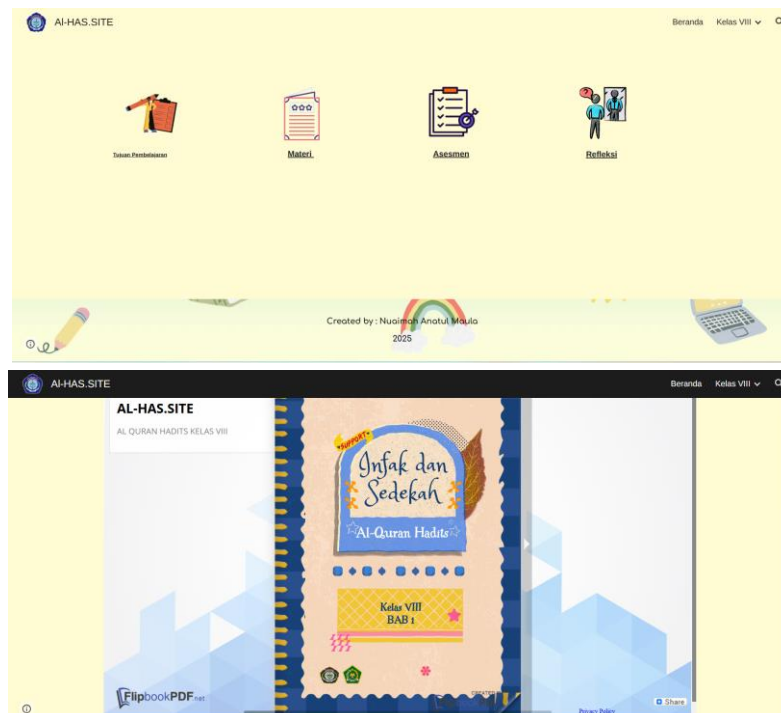 Al-HAS.SITE
Beranda Kelas VIII
Tujuan Pembelajaran
Materi
Asesmen
Refleksi
Created by : Nuaimah Anatul Maula
2025
Al-HAS.SITE
Beranda Kelas VIII
AL-HAS.SITE
AL QURAN HADITS KELAS VIII
SUPPORT
Infak dan
Sedekah
Al-Quran Hadits
Kelas VIII
BAB 1
FlipbookPDF.net
CREATED
Privacy Policy
Share